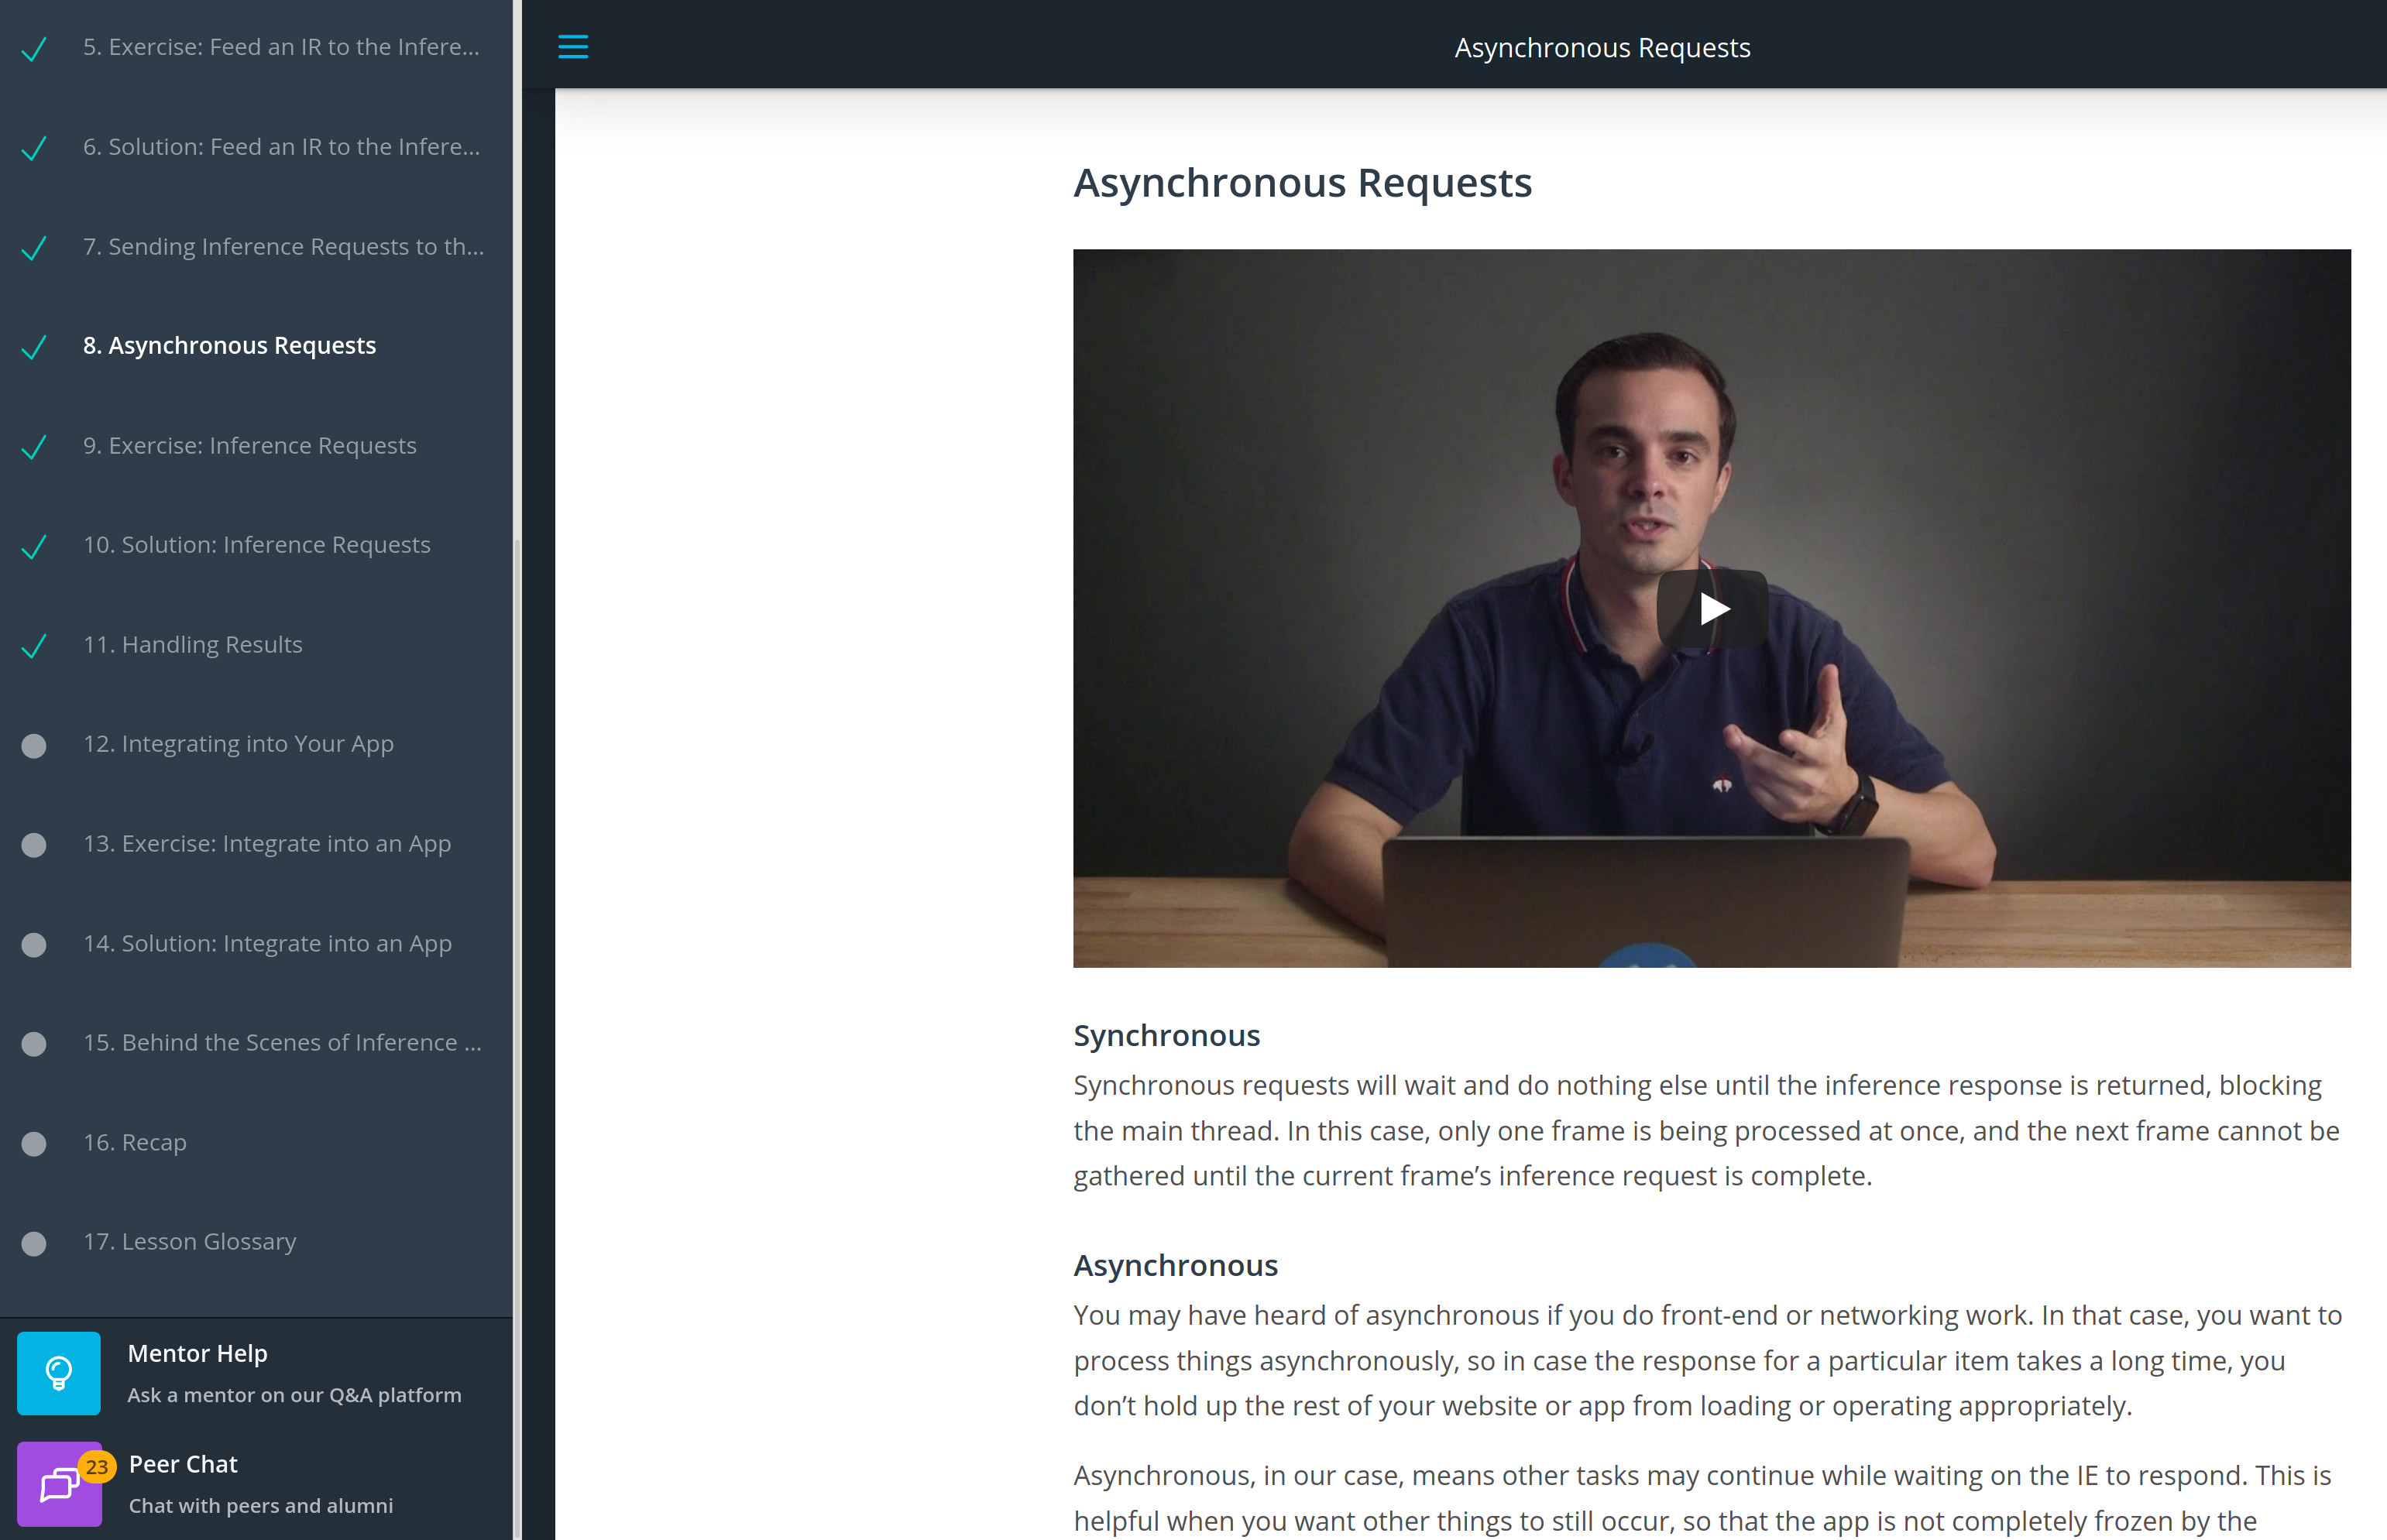 5. Exercise: Feed an IR to the Infere...
6. Solution: Feed an IR to the Infere...
7. Sending Inference Requests to th...
8. Asynchronous Requests
9. Exercise: Inference Requests
10. Solution: Inference Requests
11. Handling Results
12. Integrating into Your App
13. Exercise: Integrate into an App
14. Solution: Integrate into an App
15. Behind the Scenes of Inference ...
16. Recap
17. Lesson Glossary
Mentor Help
Ask a mentor on our Q&A platform
23
Peer Chat
Chat with peers and alumni
Asynchronous Requests
Asynchronous Requests
Synchronous
Synchronous requests will wait and do nothing else until the inference response is returned, blocking
the main thread. In this case, only one frame is being processed at once, and the next frame cannot be
gathered until the current frame’s inference request is complete.
Asynchronous
You may have heard of asynchronous if you do front-end or networking work. In that case, you want to
process things asynchronously, so in case the response for a particular item takes a long time, you
don’t hold up the rest of your website or app from loading or operating appropriately.
Asynchronous, in our case, means other tasks may continue while waiting on the IE to respond. This is
helpful when you want other things to still occur, so that the app is not completely frozen by the